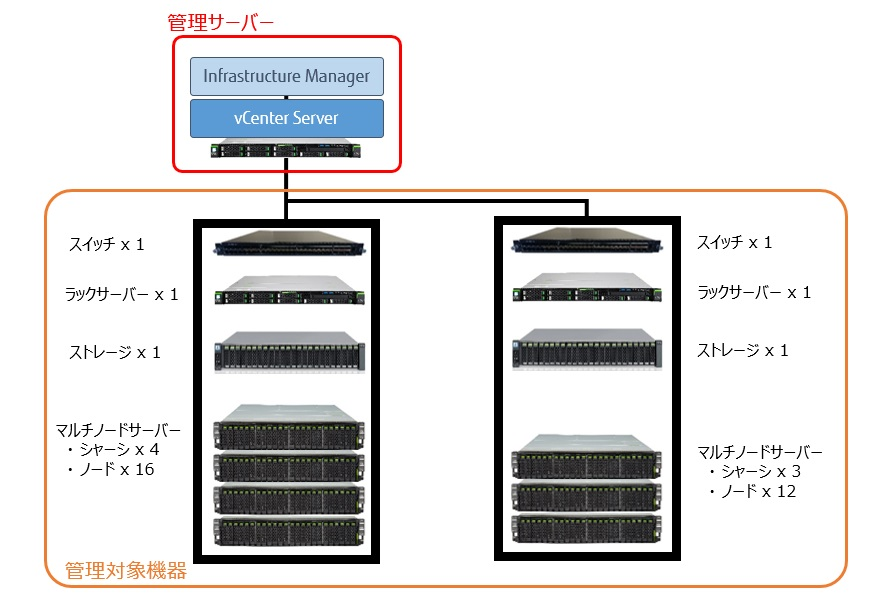 管理サーバー
Infrastructure Manager
vCenter Server
スイッチ x 1
ラックサーバー x 1
ストレージ x 1
マルチノードサーバー
・シャーシ x 4
・ノード x 16
スイッチ x 1
ラックサーバー x 1
ストレージ x 1
マルチノードサーバー
・シャーシ x 3
・ノード x 12
管理対象機器